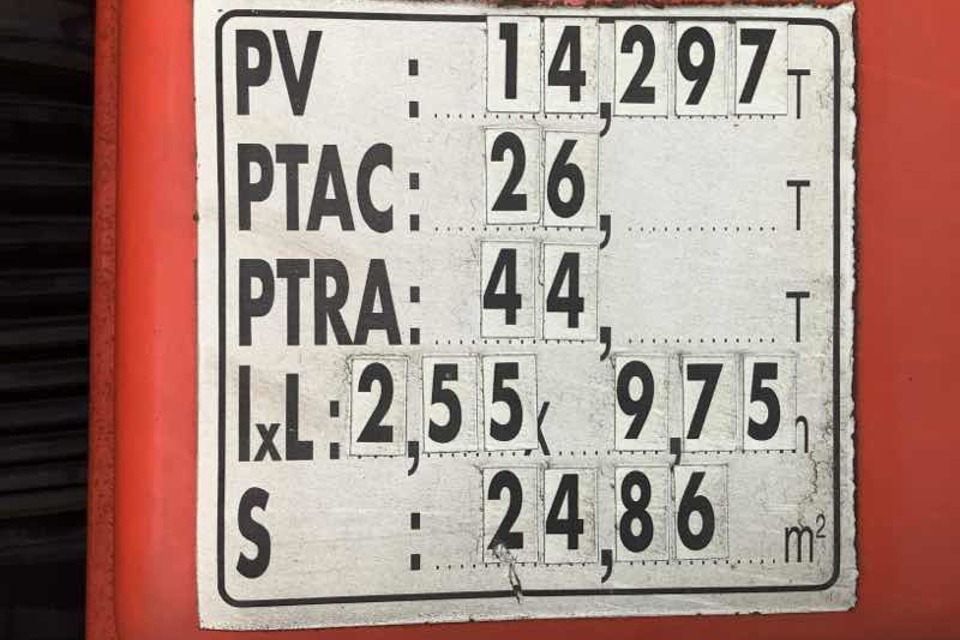 PV : 14,297 T
PTAC : 26, T
PTRA : 44, T
lxL : 2,55 x 9,75 m
S : 24,86 m²